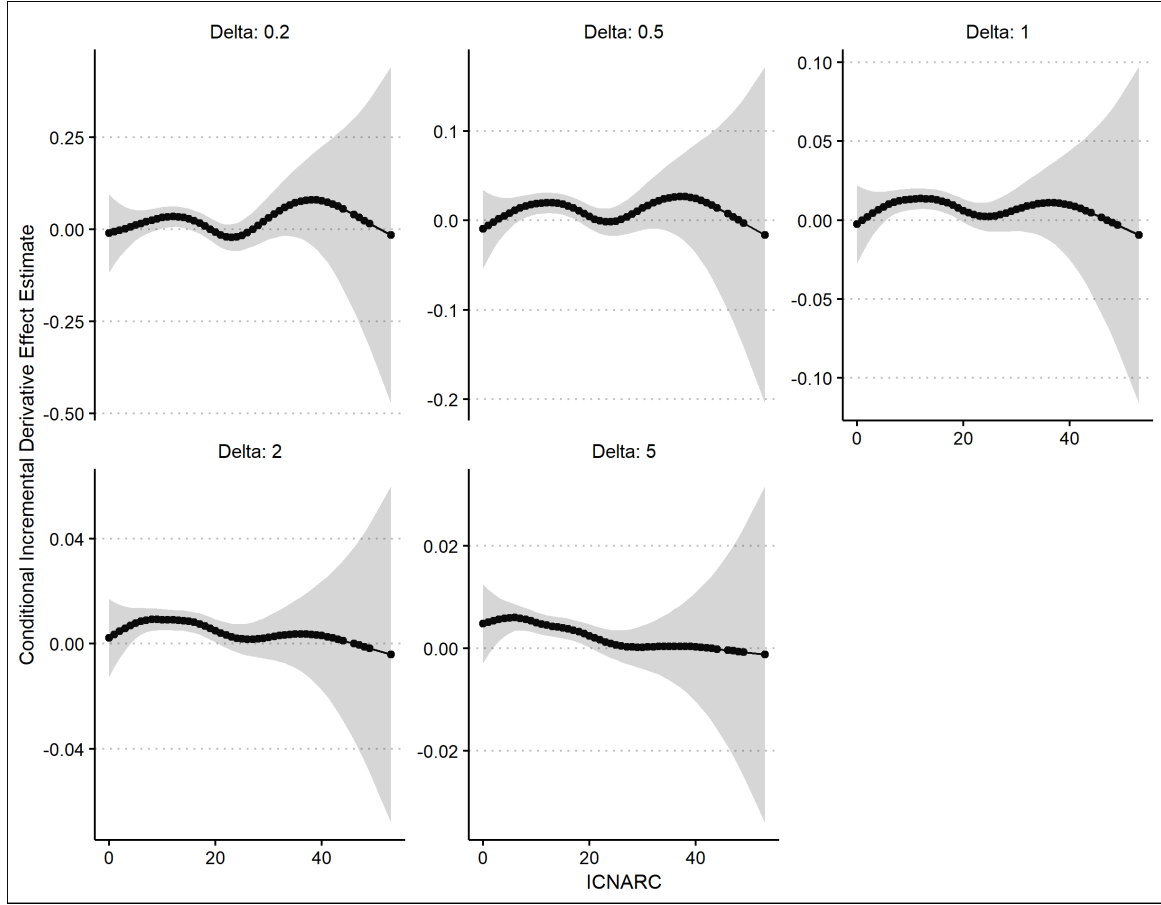 Delta: 0.2
Delta: 0.5
Delta: 1
0.25
0.00
-0.25
-0.50
0.1
0.0
-0.1
-0.2
0.10
0.05
0.00
-0.05
-0.10
0 20 40
Conditional Incremental Derivative Effect Estimate
Delta: 2
Delta: 5
0.04
0.00
-0.04
0 20 40
0.02
0.00
-0.02
0 20 40
ICNARC